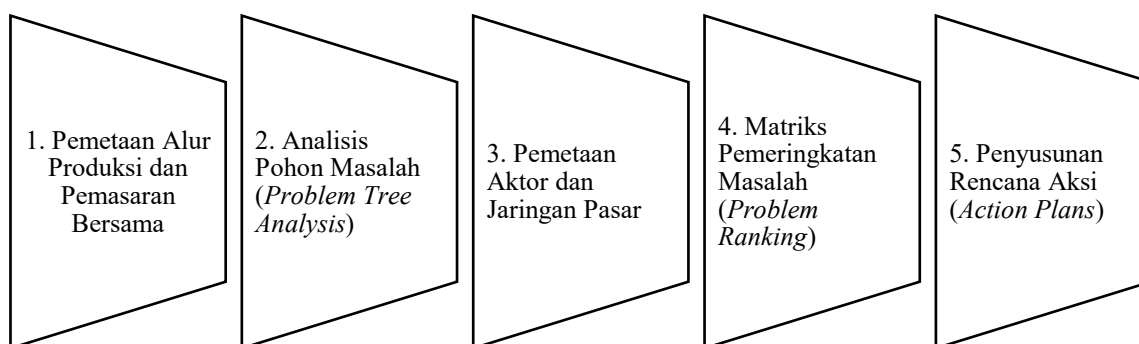 1. Pemetaan Alur
Produksi dan
Pemasaran
Bersama
2. Analisis
Pohon Masalah
(Problem Tree
Analysis)
3. Pemetaan
Aktor dan
Jaringan Pasar
4. Matriks
Pemeringkatan
Masalah
(Problem
Ranking)
5. Penyusunan
Rencana Aksi
(Action Plans)